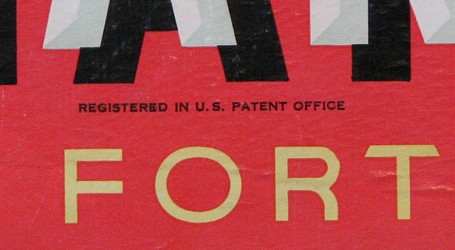 REGISTERED IN U.S. PATENT OFFICE
FORT